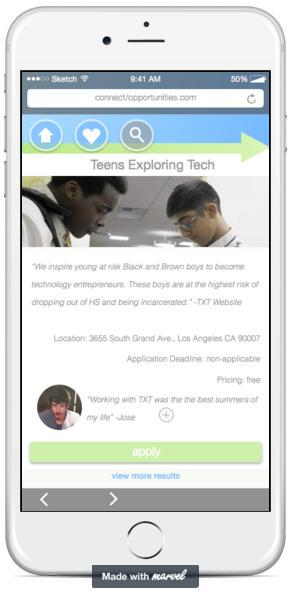 Sketch 9:41 AM 50%
connect/opportunities.com
Teens Exploring Tech
"We inspire young at risk Black and Brown boys to become
technology entrepreneurs. These boys are at the highest risk of
dropping out of HS and being incarcerated." -TXT Website
Location: 3655 South Grand Ave., Los Angeles CA 90007
Application Deadline: non-applicable
Pricing: free
"Working with TXT was the the best summers of
my life" -Jose
apply
view more results
Made with marvel